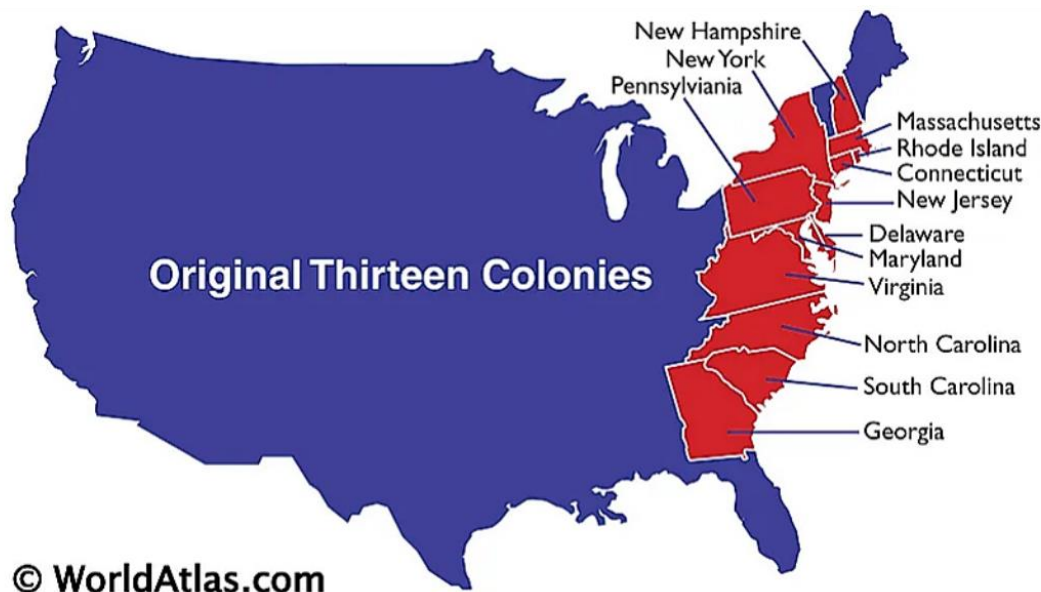 New Hampshire
New York
Pennsylviania
Massachusetts
Rhode Island
Connecticut
New Jersey
Delaware
Maryland
Virginia
Original Thirteen Colonies
North Carolina
South Carolina
Georgia
© WorldAtlas.com